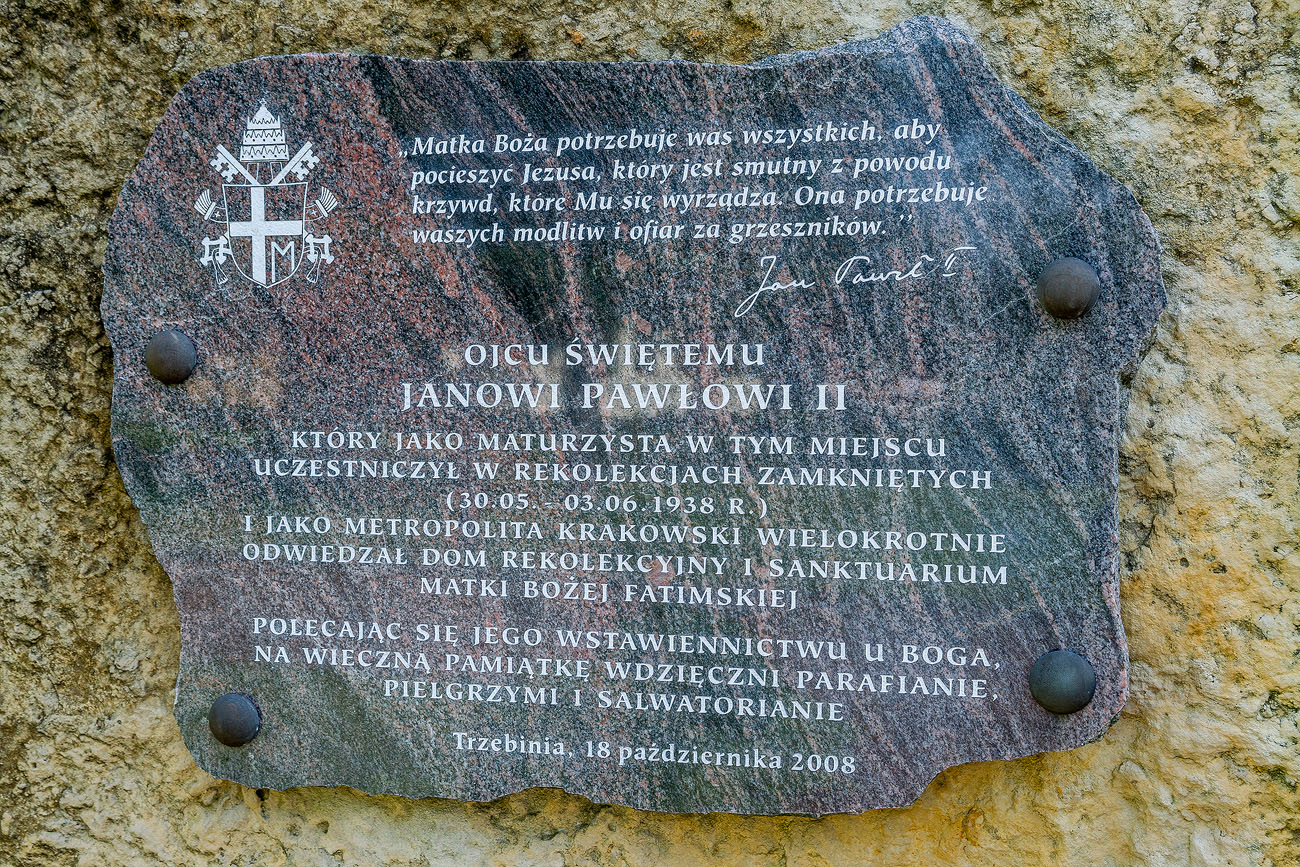 „Matka Boża potrzebuje was wszystkich, aby
pocieszyć Jezusa, który jest smutny z powodu
krzywd, które Mu się wyrządza. Ona potrzebuje
waszych modlitw i ofiar za grzeszników.”
Jan Paweł II
M
OJCU ŚWIĘTEMU
JANOWI PAWŁOWI II
KTÓRY JAKO MATURZYSTA W TYM MIEJSCU
UCZESTNICZYŁ W REKOLEKCJACH ZAMKNIĘTYCH
(30.05. – 03.06.1938 R.)
I JAKO METROPOLITA KRAKOWSKI WIELOKROTNIE
ODWIEDZAŁ DOM REKOLEKCYJNY I SANKTUARIUM
MATKI BOŻEJ FATIMSKIEJ
POLECAJĄC SIĘ JEGO WSTAWIENNICTWU U BOGA,
NA WIECZNĄ PAMIĄTKĘ WDZIĘCZNI PARAFIANIE,
PIELGRZYMI I SALWATORIANIE
Trzebinia, 18 października 2008